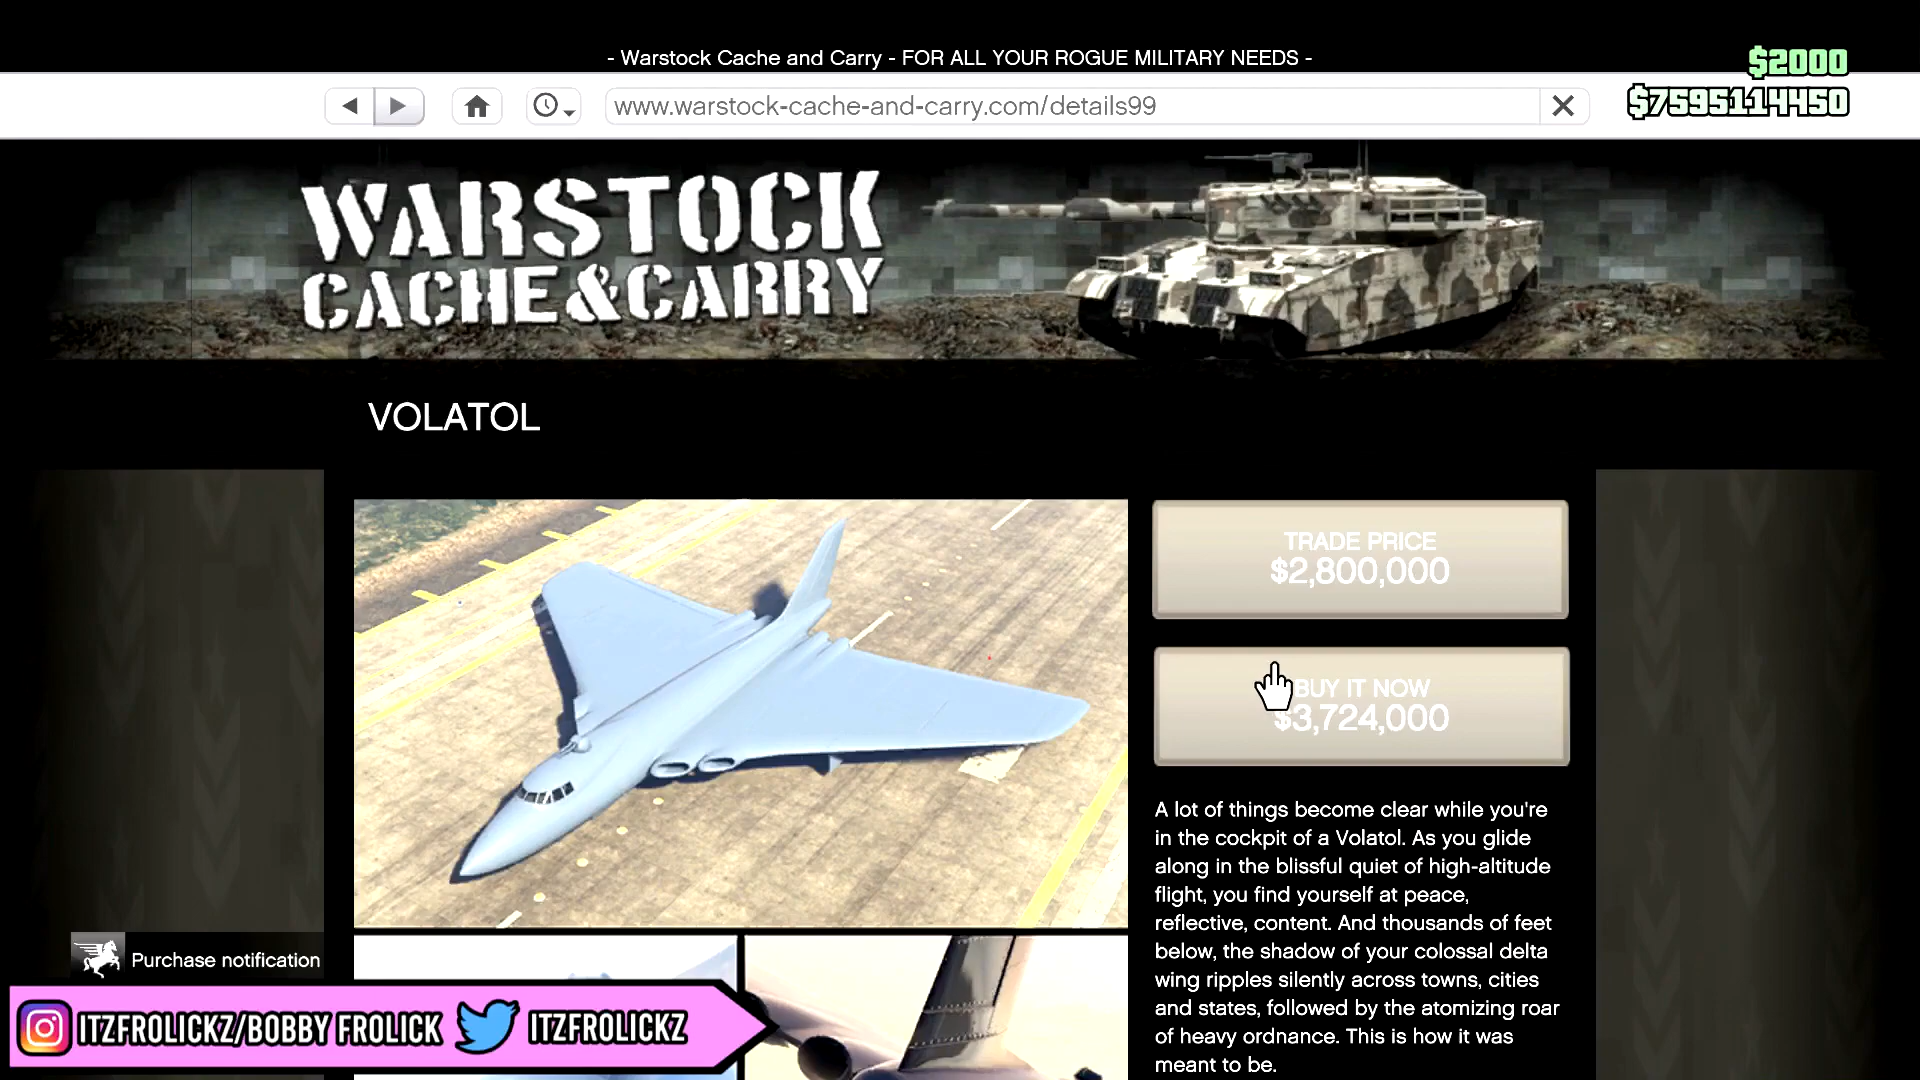 - Warstock Cache and Carry - FOR ALL YOUR ROGUE MILITARY NEEDS -
$2000
www.warstock-cache-and-carry.com/details99
$7595114450
WARSTOCK
CACHE&CARRY
VOLATOL
TRADE PRICE
$2,800,000
BUY IT NOW
$3,724,000
A lot of things become clear while you're
in the cockpit of a Volatol. As you glide
along in the blissful quiet of high-altitude
flight, you find yourself at peace,
reflective, content. And thousands of feet
below, the shadow of your colossal delta
wing ripples silently across towns, cities
and states, followed by the atomizing roar
of heavy ordnance. This is how it was
meant to be.
Purchase notification
ITZFROLICKZ/BOBBY FROLICK
ITZFROLICKZ